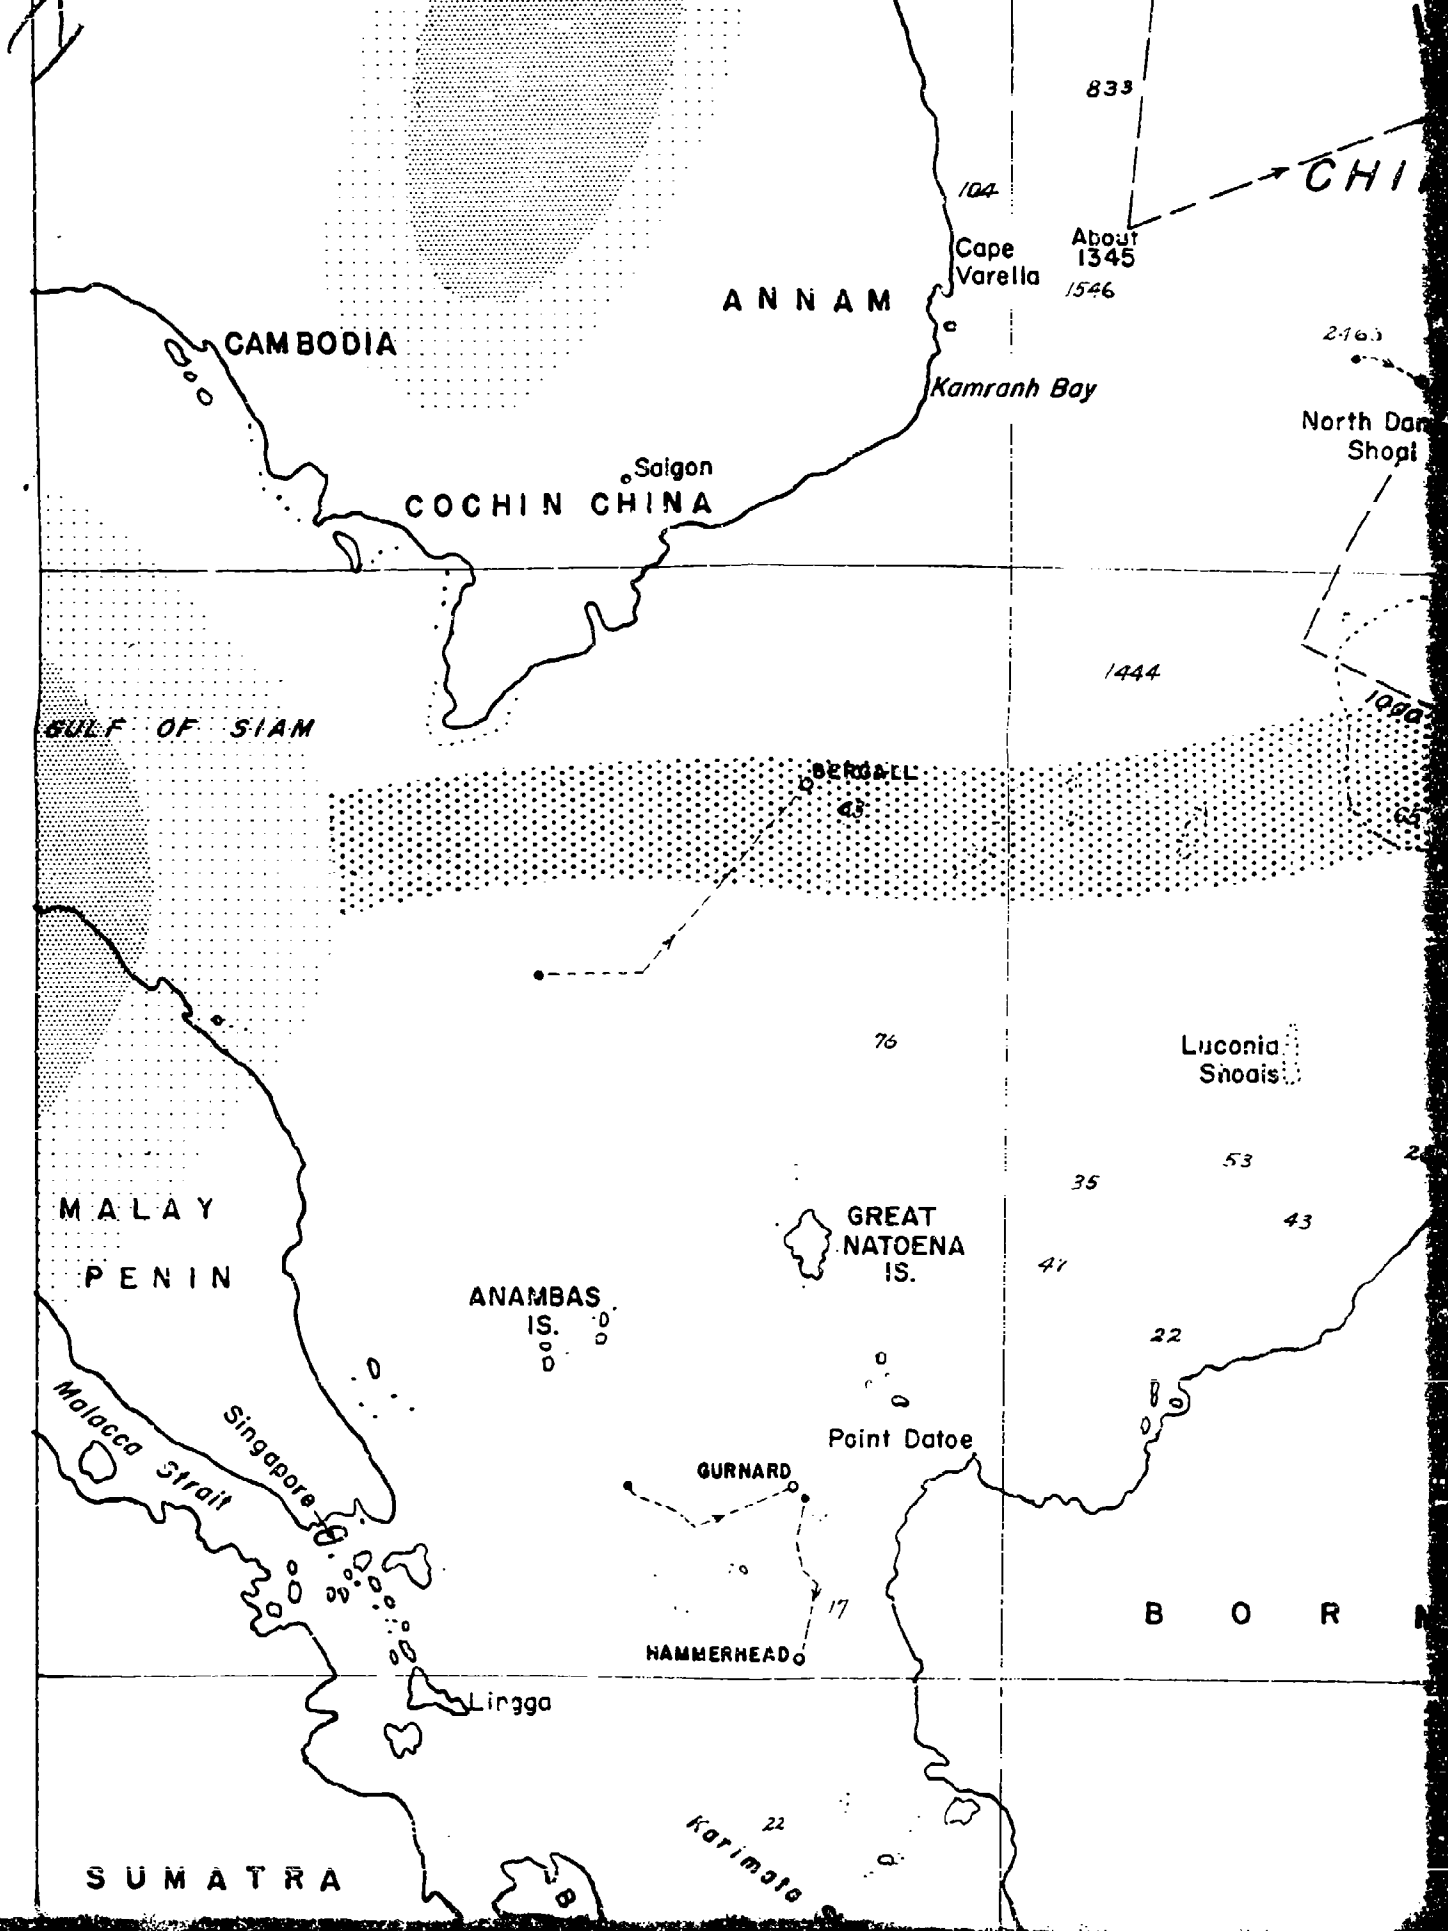 833
CHI
104
Cape
Varella
About
1345
1546
ANNAM
CAMBODIA
Kamranh Bay
North Dan
Shoal
Saigon
COCHIN CHINA
1444
GULF OF SIAM
BERGALL
76
Luconia
Shoals
53
35
43
MALAY
PENIN
GREAT
NATOENA
IS.
ANAMBAS
IS.
22
Malacca Strait
Singapore
Point Datoe
GURNARD
17
BOR
HAMMERHEAD
Lingga
22
Karimata
SUMATRA
B